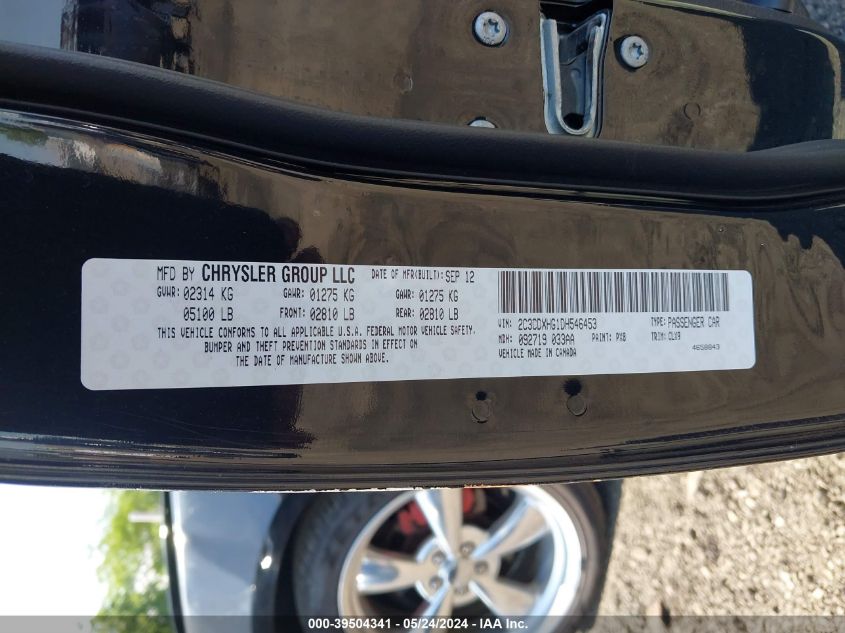 MFD BY CHRYSLER GROUP LLC DATE OF MFR(BUILT): SEP 12
GVWR: 02314 KG GAWR: 01275 KG GAWR: 01275 KG
05100 LB FRONT: 02810 LB REAR: 02810 LB
THIS VEHICLE CONFORMS TO ALL APPLICABLE U.S.A. FEDERAL MOTOR VEHICLE SAFETY,
BUMPER AND THEFT PREVENTION STANDARDS IN EFFECT ON
THE DATE OF MANUFACTURE SHOWN ABOVE.
VIN: 2C3CDXHG1DH546453 TYPE: PASSENGER CAR
MDH: 092719 033AA PAINT: PX8 TRIM: CLX9
VEHICLE MADE IN CANADA 4658843
000-39504341 - 05/24/2024 - IAA Inc.